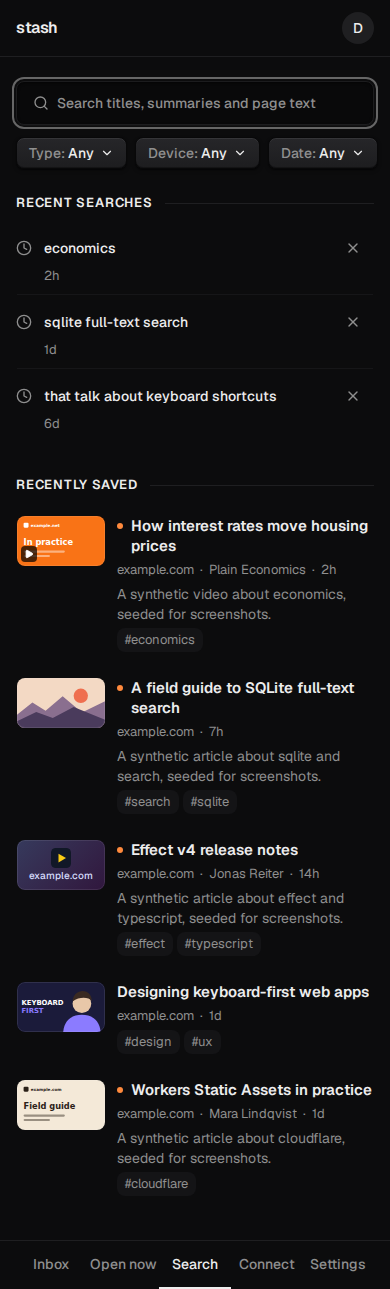 stash
D
Search titles, summaries and page text
Type: Any
Device: Any
Date: Any
RECENT SEARCHES
economics
2h
sqlite full-text search
1d
that talk about keyboard shortcuts
6d
RECENTLY SAVED
example.net
In practice
How interest rates move housing
prices
example.com · Plain Economics · 2h
A synthetic video about economics,
seeded for screenshots.
#economics
A field guide to SQLite full-text
search
example.com · 7h
A synthetic article about sqlite and
search, seeded for screenshots.
#search #sqlite
example.com
Effect v4 release notes
example.com · Jonas Reiter · 14h
A synthetic article about effect and
typescript, seeded for screenshots.
#effect #typescript
KEYBOARD
FIRST
Designing keyboard-first web apps
example.com · 1d
#design #ux
example.com
Field guide
Workers Static Assets in practice
example.com · Mara Lindqvist · 1d
A synthetic article about cloudflare,
seeded for screenshots.
#cloudflare
Inbox
Open now
Search
Connect
Settings